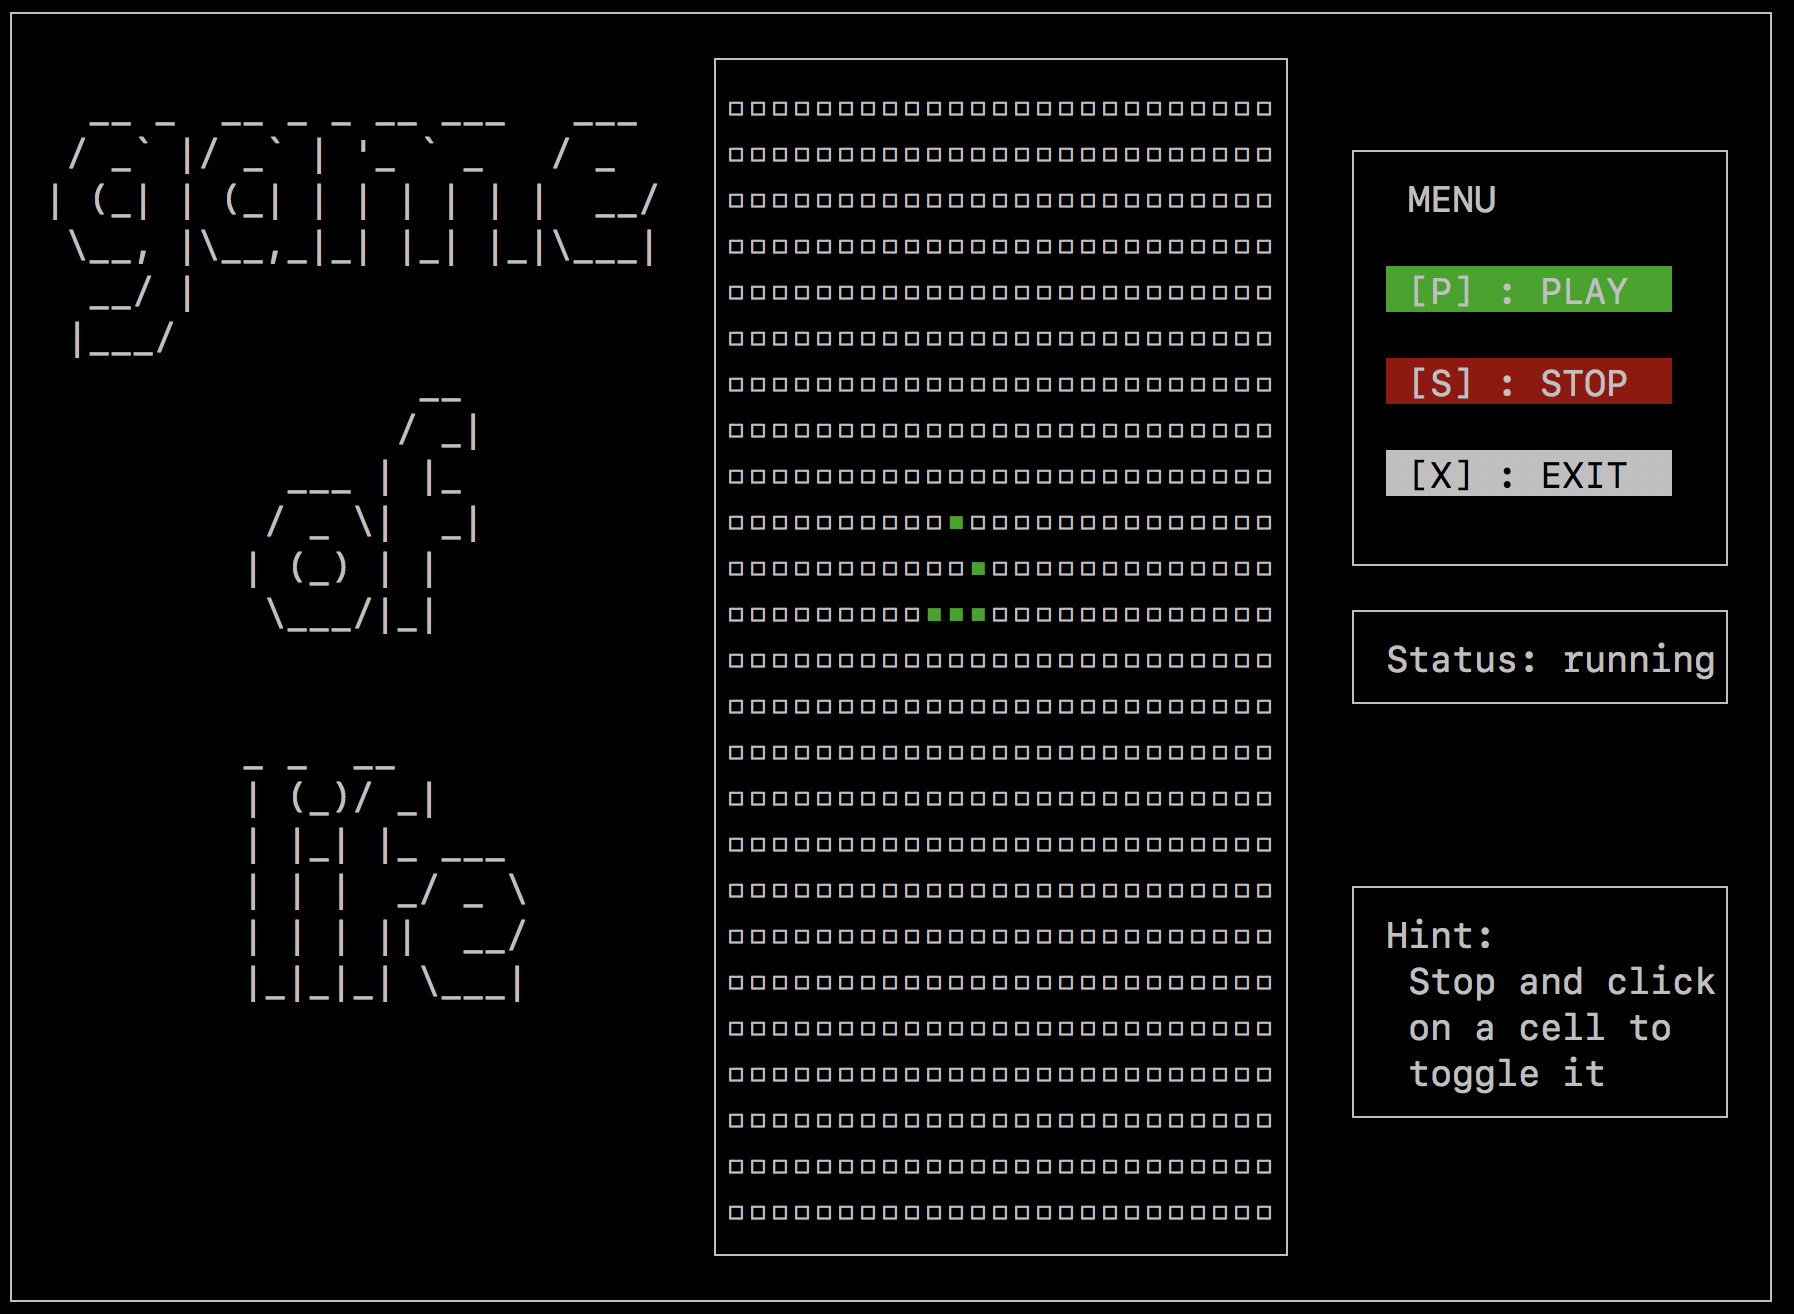 game
of
life
MENU
[P] : PLAY
[S] : STOP
[X] : EXIT
Status: running
Hint:
Stop and click
on a cell to
toggle it